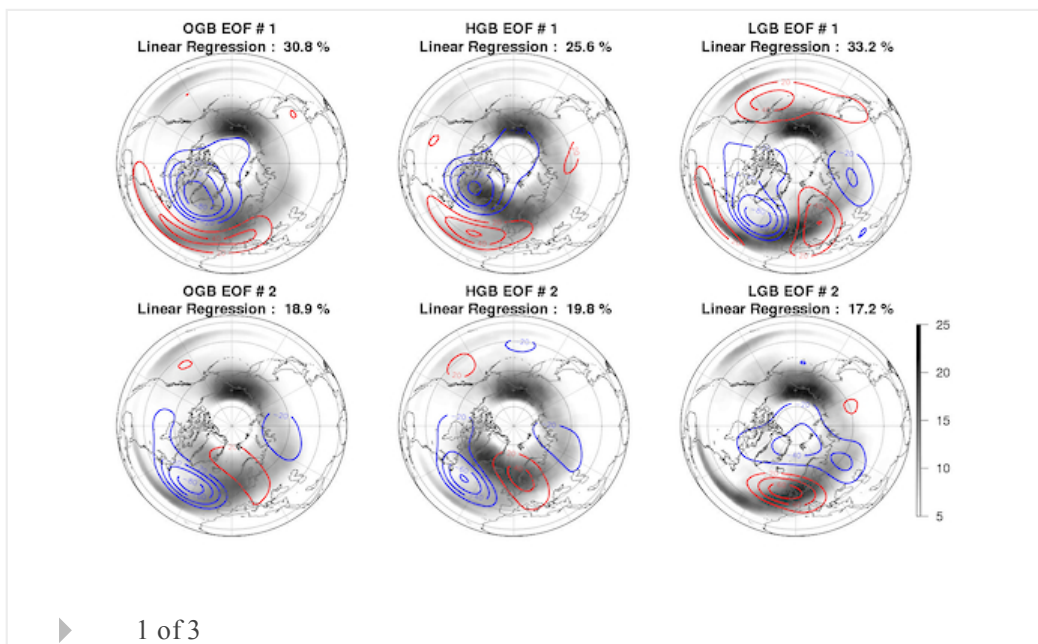 OGB EOF # 1
Linear Regression : 30.8 %
HGB EOF # 1
Linear Regression : 25.6 %
LGB EOF # 1
Linear Regression : 33.2 %
OGB EOF # 2
Linear Regression : 18.9 %
HGB EOF # 2
Linear Regression : 19.8 %
LGB EOF # 2
Linear Regression : 17.2 %
25
20
15
10
5
1 of 3